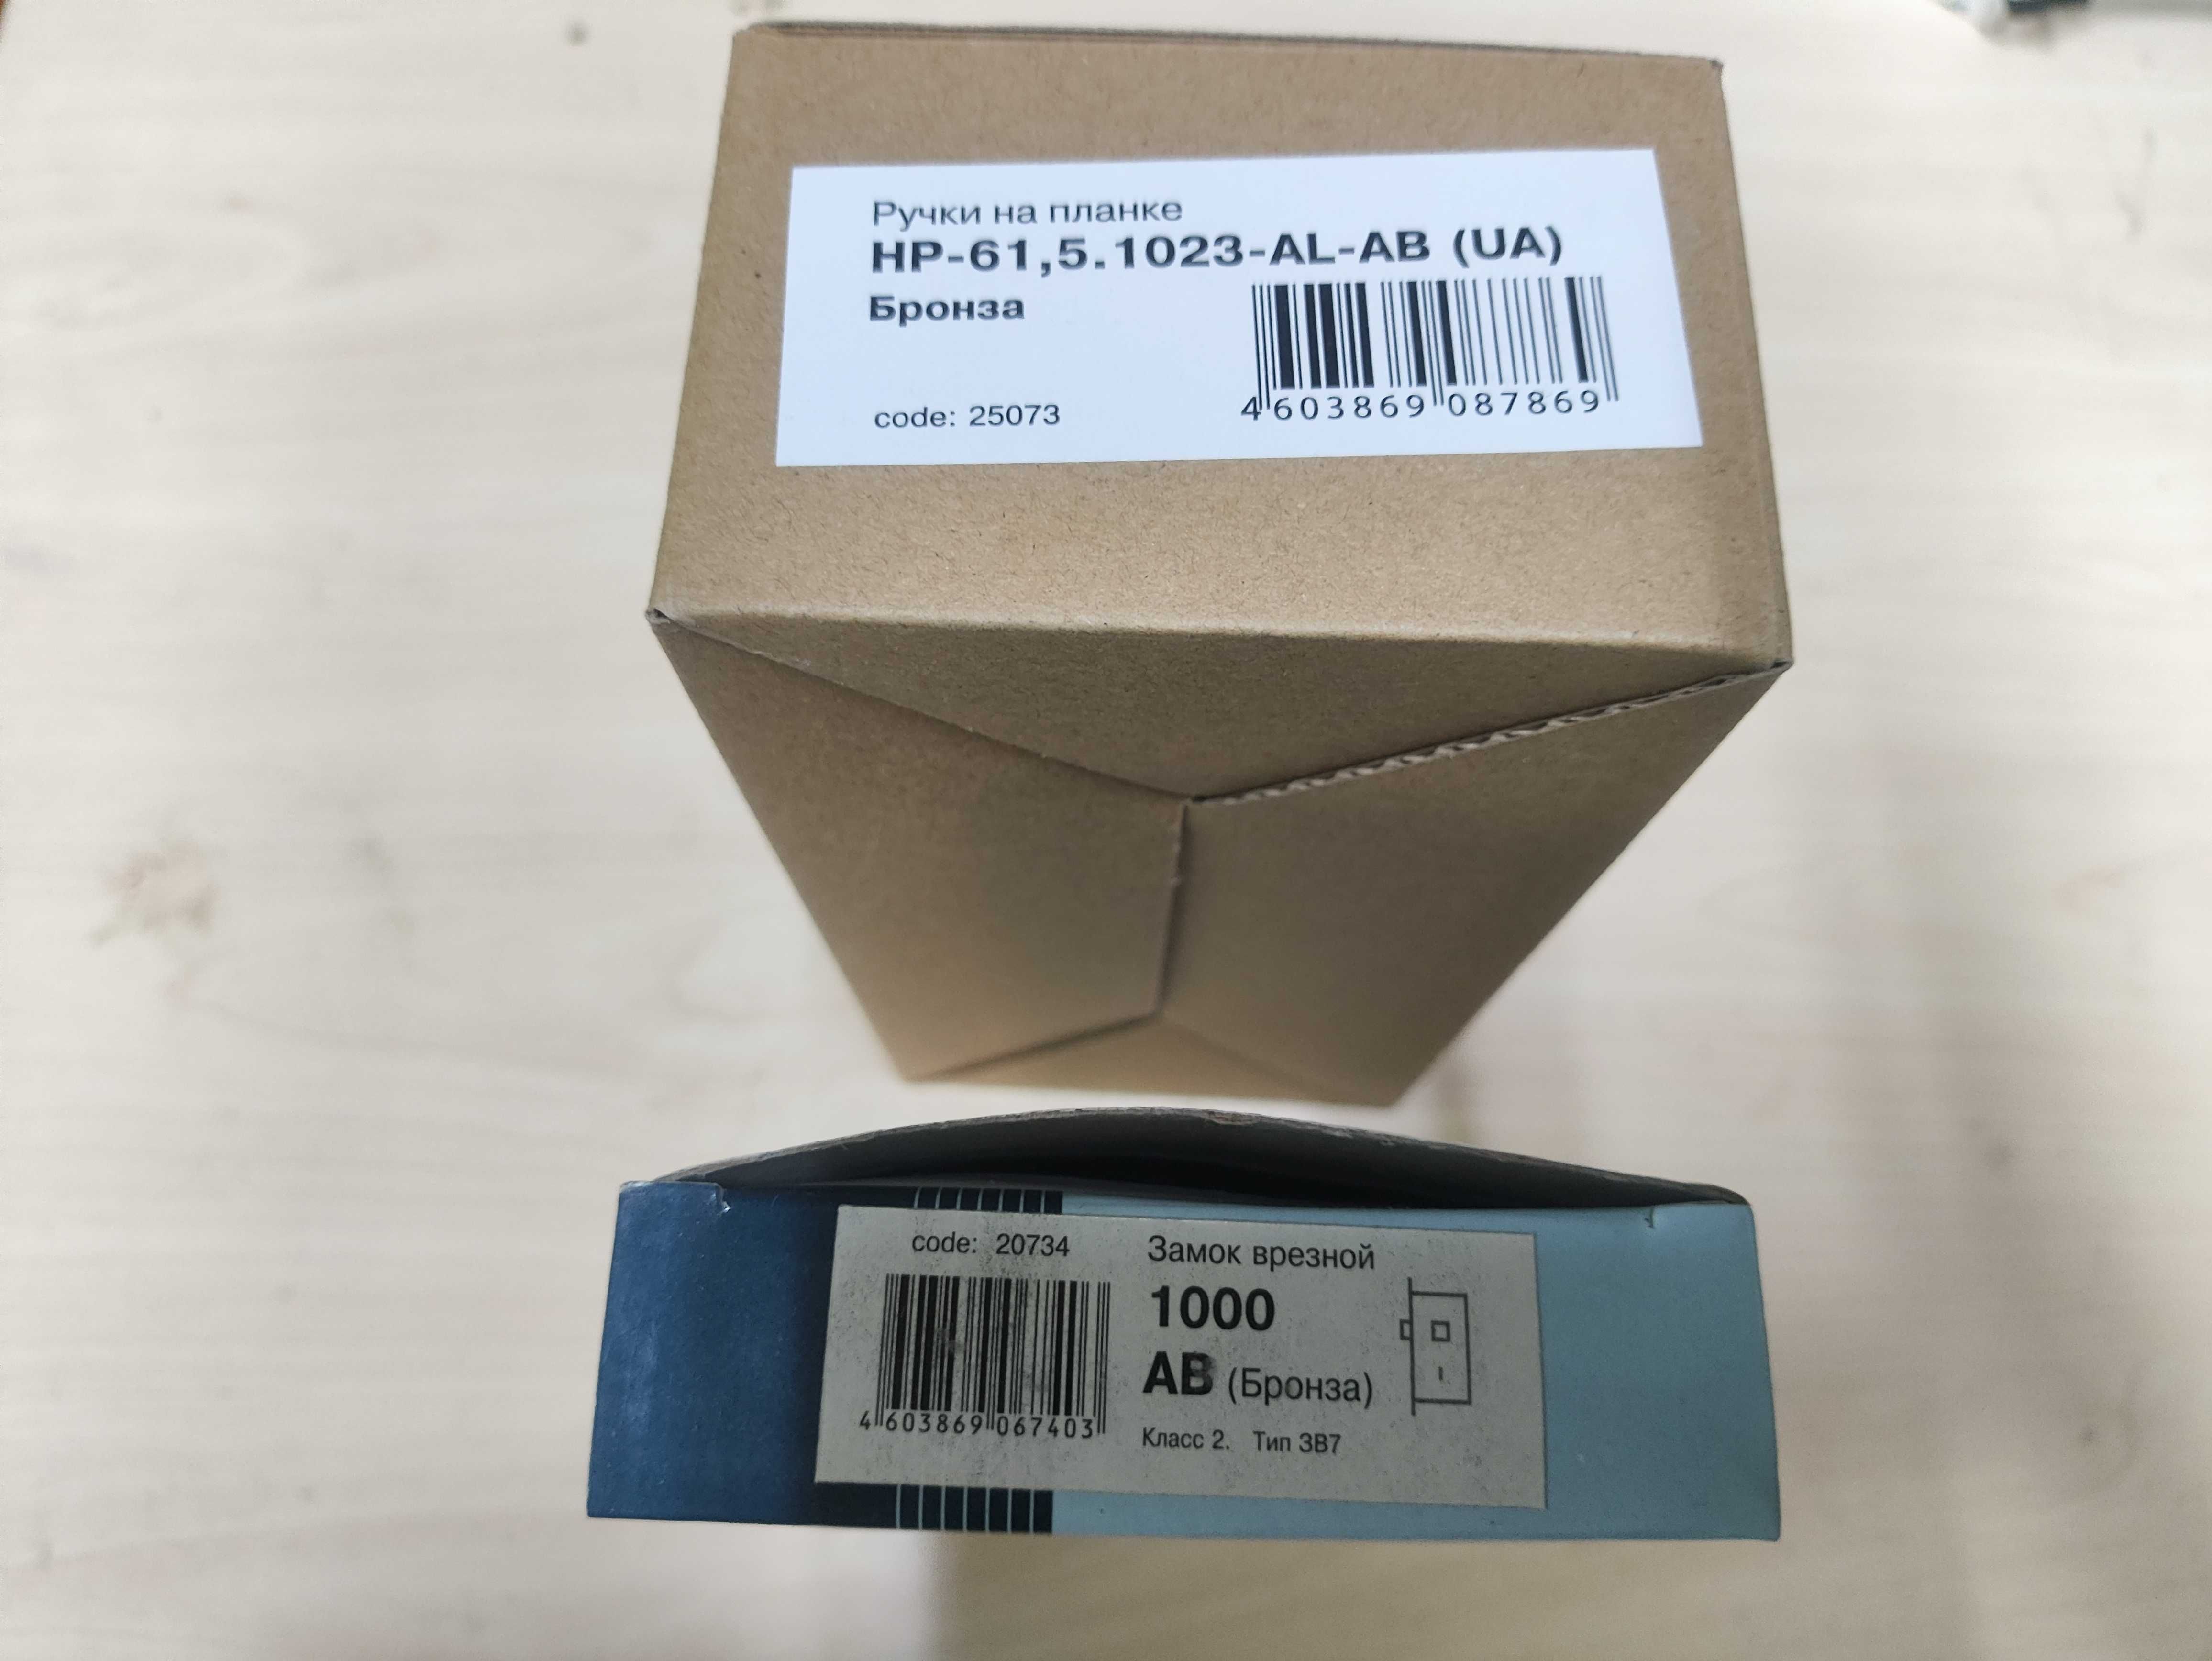 Ручки на планке
HP-61,5.1023-AL-AB (UA)
Бронза
code: 25073
4 603869 087869
code: 20734
4 603869 067403
Замок врезной
1000
AB (Бронза)
Класс 2. Тип ЗВ7